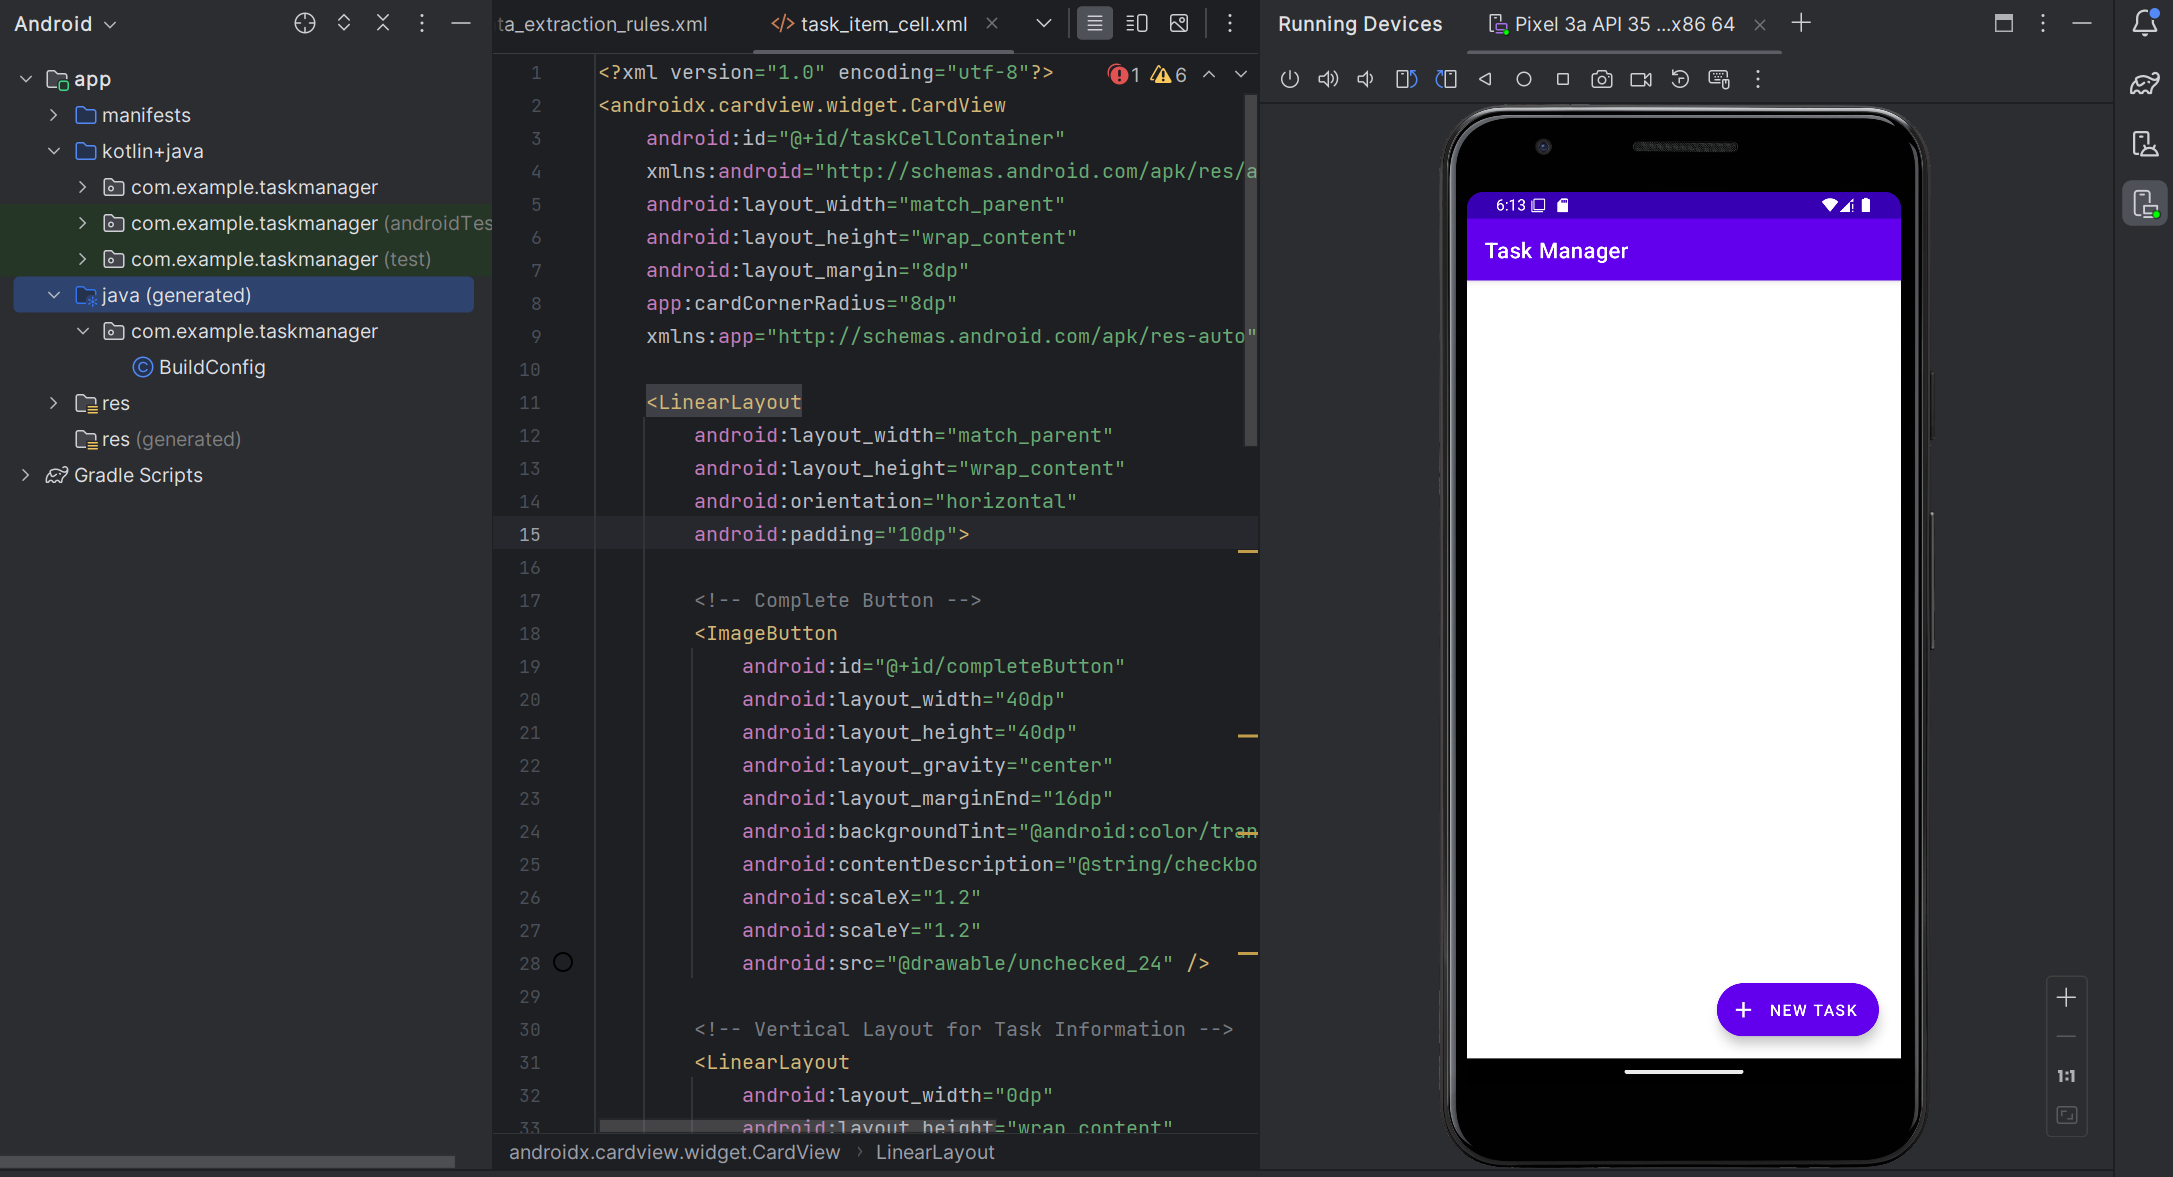 Android
app
manifests
kotlin+java
com.example.taskmanager
com.example.taskmanager (androidTes
com.example.taskmanager (test)
java (generated)
com.example.taskmanager
BuildConfig
res
res (generated)
Gradle Scripts
ta_extraction_rules.xml
task_item_cell.xml
1 <?xml version="1.0" encoding="utf-8"?>
1 6
2 <androidx.cardview.widget.CardView
3 android:id="@+id/taskCellContainer"
4 xmlns:android="http://schemas.android.com/apk/res/a
5 android:layout_width="match_parent"
6 android:layout_height="wrap_content"
7 android:layout_margin="8dp"
8 app:cardCornerRadius="8dp"
9 xmlns:app="http://schemas.android.com/apk/res-auto"
10
11 <LinearLayout
12 android:layout_width="match_parent"
13 android:layout_height="wrap_content"
14 android:orientation="horizontal"
15 android:padding="10dp">
16
17 <!-- Complete Button -->
18 <ImageButton
19 android:id="@+id/completeButton"
20 android:layout_width="40dp"
21 android:layout_height="40dp"
22 android:layout_gravity="center"
23 android:layout_marginEnd="16dp"
24 android:backgroundTint="@android:color/tran
25 android:contentDescription="@string/checkbo
26 android:scaleX="1.2"
27 android:scaleY="1.2"
28 android:src="@drawable/unchecked_24" />
29
30 <!-- Vertical Layout for Task Information -->
31 <LinearLayout
32 android:layout_width="0dp"
33 android:layout_height="wrap_content"
androidx.cardview.widget.CardView › LinearLayout
Running Devices
Pixel 3a API 35 ...x86 64
6:13
Task Manager
+ NEW TASK
1:1